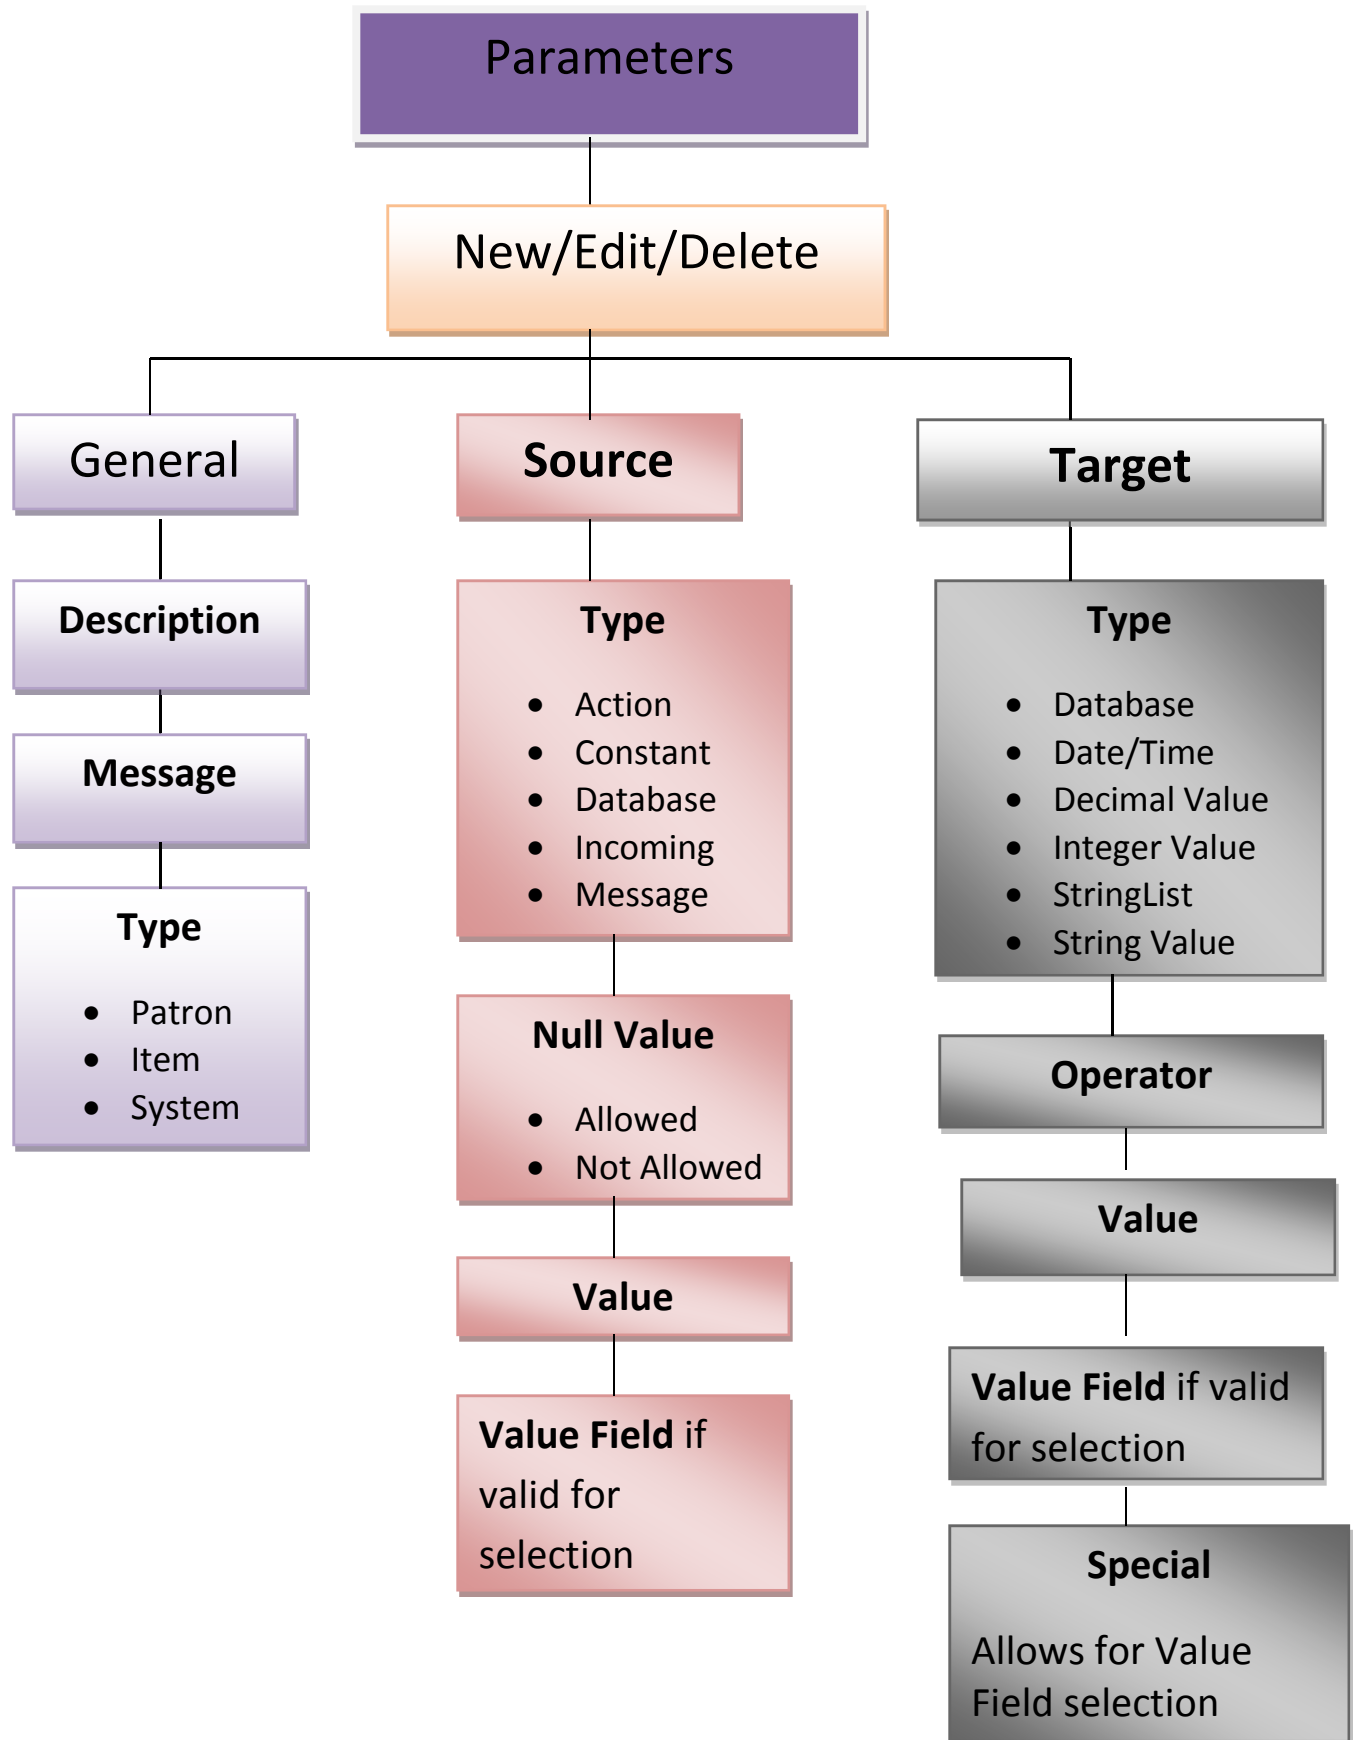 Parameters
New/Edit/Delete
General
Description
Message
Type
• Patron
• Item
• System
Source
Type
• Action
• Constant
• Database
• Incoming
• Message
Null Value
• Allowed
• Not Allowed
Value
Value Field if
valid for
selection
Target
Type
• Database
• Date/Time
• Decimal Value
• Integer Value
• StringList
• String Value
Operator
Value
Value Field if valid
for selection
Special
Allows for Value
Field selection